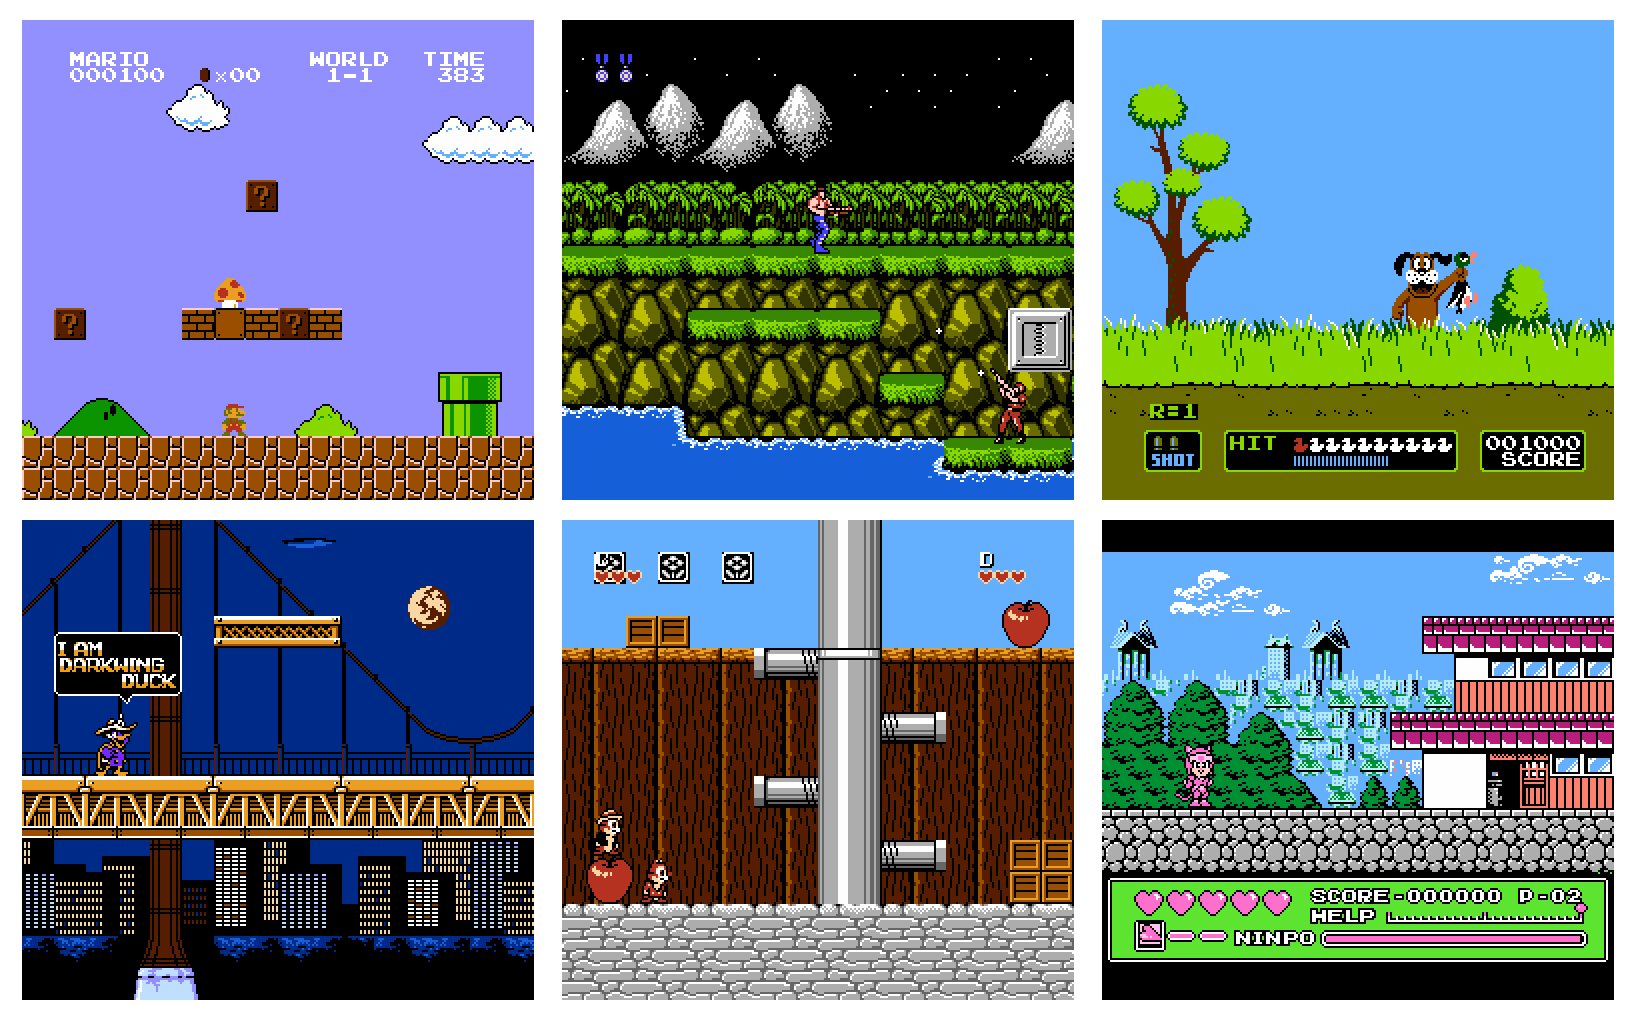 MARIO WORLD TIME
000100 ×00 1-1 383
?
? ?
R=1
SHOT
HIT
001000
SCORE
I AM
DARKWING
DUCK
D
SCORE-000000 P-02
HELP
NINPO